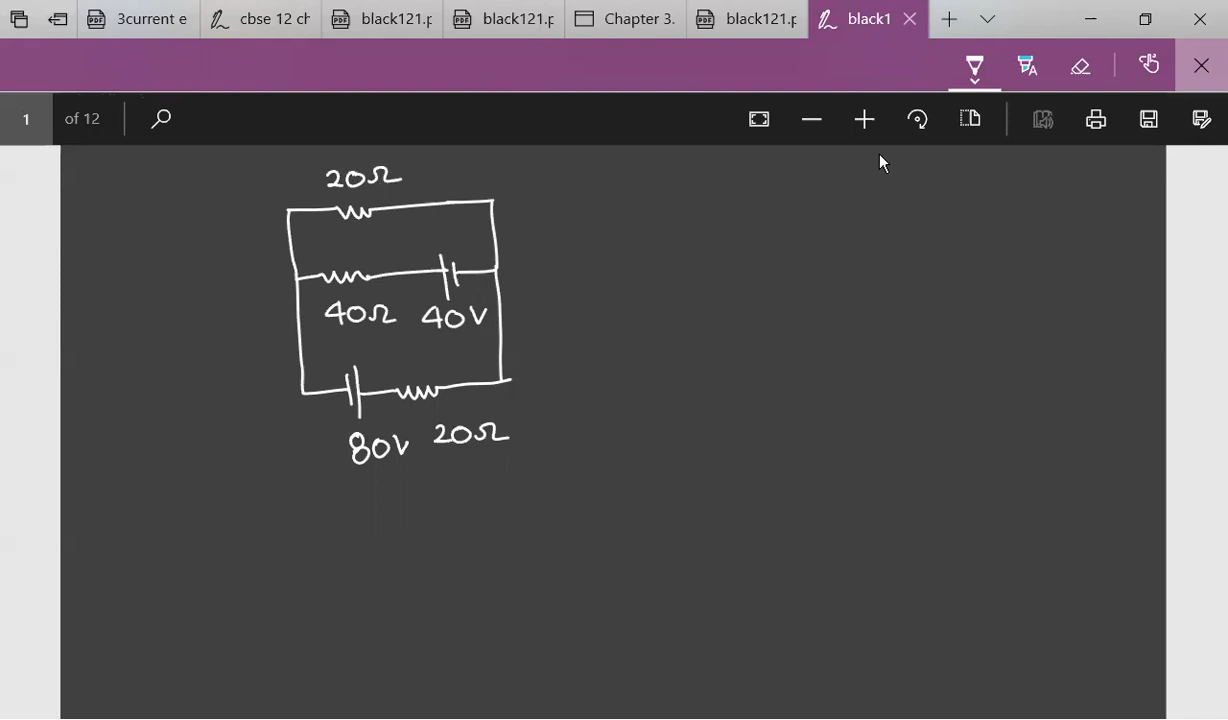 3current e cbse 12 ch black121.p black121.p Chapter 3. black121.p black1
1 of 12
20Ω
40Ω 40V
80V 20Ω